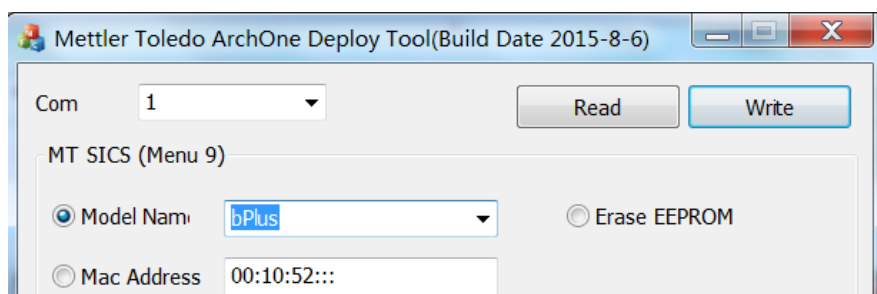 Mettler Toledo ArchOne Deploy Tool(Build Date 2015-8-6)
Com 1 Read Write
MT SICS (Menu 9)
Model Nam bPlus Erase EEPROM
Mac Address 00:10:52:::